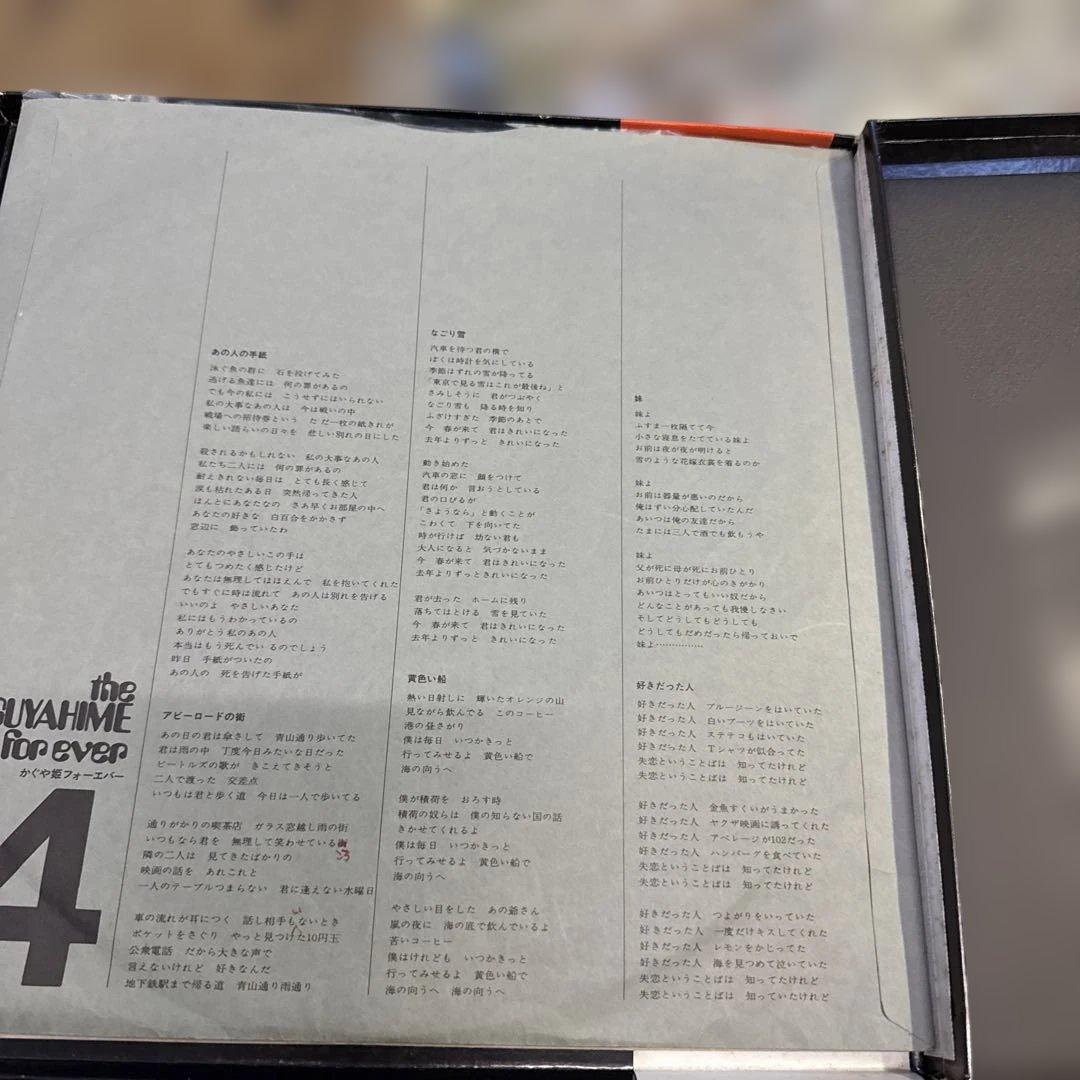 the
GUYAHIME
for ever
かぐや姫フォーエバー
4
あの人の手紙
泳ぐ魚の群に 石を投げてみた
逃げる魚達には 何の罪があるの
でも今の私には こうせずにはいられない
私の大事なあの人は 今は戦いの中
戦場への招待券という ただ一枚の紙きれが
楽しい語らいの日々を 悲しい別れの日にした
殺されるかもしれない 私の大事なあの人
私たち二人には 何の罪があるの
耐えきれない毎日は とても長く感じて
涙も枯れたある日 突然帰ってきた人
ほんとにあなたなの さあ早くお部屋の中へ
あなたの好きな 白百合をかかさず
窓辺に 飾っていたわ
あなたのやさしいこの手は
とてもつめたく感じたけど
あなたは無理してほほえんで 私を抱いてくれた
でもすぐに時は流れて あの人は別れを告げる
いいのよ やさしいあなた
私にはもうわかっているの
ありがとう私のあの人
本当はもう死んでいるのでしょう
昨日 手紙がついたの
あの人の 死を告げた手紙が
アビーロードの街
あの日の君は傘さして 青山通り歩いてた
君は雨の中 丁度今日みたいな日だった
ビートルズの歌が きこえてきそうと
二人で渡った 交差点
いつもは君と歩く道 今日は一人で歩いてる
通りがかりの喫茶店 ガラス窓越し雨の街
いつもなら君を 無理して笑わせている街
ころ
隣の二人は 見てきたばかりの
映画の話を あれこれと
一人のテーブルつまらない 君に逢えない水曜日
車の流れが耳につく 話し相手もないとき
い
ポケットをさぐり やっと見つけた10円玉
公衆電話 だから大きな声で
言えないけれど 好きなんだ
地下鉄駅まで帰る道 青山通り雨通り
なごり雪
汽車を待つ君の横で
ぼくは時計を気にしている
季節はずれの雪が降ってる
「東京で見る雪はこれが最後ね」と
さみしそうに 君がつぶやく
なごり雪も 降る時を知り
ふざけすぎた 季節のあとで
今 春が来て 君はきれいになった
去年よりずっと きれいになった
動き始めた
汽車の窓に 顔をつけて
君は何か 言おうとしている
君の口びるが
「さようなら」と動くことが
こわくて 下を向いてた
時が行けば 幼ない君も
大人になると 気づかないまま
今 春が来て 君はきれいになった
去年よりずっときれいになった
君が去った ホームに残り
落ちてはとける 雪を見ていた
今 春が来て 君はきれいになった
去年よりずっと きれいになった
黄色い船
熱い日射しに 輝いたオレンジの山
見ながら飲んでる このコーヒー
港の昼さがり
僕は毎日 いつかきっと
行ってみせるよ 黄色い船で
海の向うへ
僕が積荷を おろす時
積荷の奴らは 僕の知らない国の話
きかせてくれるよ
僕は毎日 いつかきっと
行ってみせるよ 黄色い船で
海の向うへ
やさしい目をした あの爺さん
嵐の夜に 海の底で飲んでいるよ
苦いコーヒー
僕はけれども いつかきっと
行ってみせるよ 黄色い船で
海の向うへ 海の向うへ
妹
妹よ
ふすま一枚隔てて今
小さな寝息をたてている妹よ
お前は夜が夜が明けると
雪のような花嫁衣裳を着るのか
妹よ
お前は器量が悪いのだから
俺はずい分心配していたんだ
あいつは俺の友達だから
たまには三人で酒でも飲もうや
妹よ
父が死に母が死にお前ひとり
お前ひとりだけが心のきがかり
あいつはとってもいい奴だから
どんなことがあっても我慢しなさい
そしてどうしてもどうしても
どうしてもだめだったら帰っておいで
妹よ……………
好きだった人
好きだった人 ブルージーンをはいていた
好きだった人 白いブーツをはいていた
好きだった人 ステテコもはいていた
好きだった人 Tシャツが似合ってた
失恋ということばは 知ってたけれど
失恋ということばは 知ってたけれど
好きだった人 金魚すくいがうまかった
好きだった人 ヤクザ映画に誘ってくれた
好きだった人 アベレージが102だった
好きだった人 ハンバーグを食べていた
失恋ということばは 知ってたけれど
失恋ということばは 知ってたけれど
好きだった人 つよがりをいっていた
好きだった人 一度だけキスしてくれた
好きだった人 レモンをかじってた
好きだった人 海を見つめて泣いていた
失恋ということばは 知ってたけれど
失恋ということばは 知っていたけれど